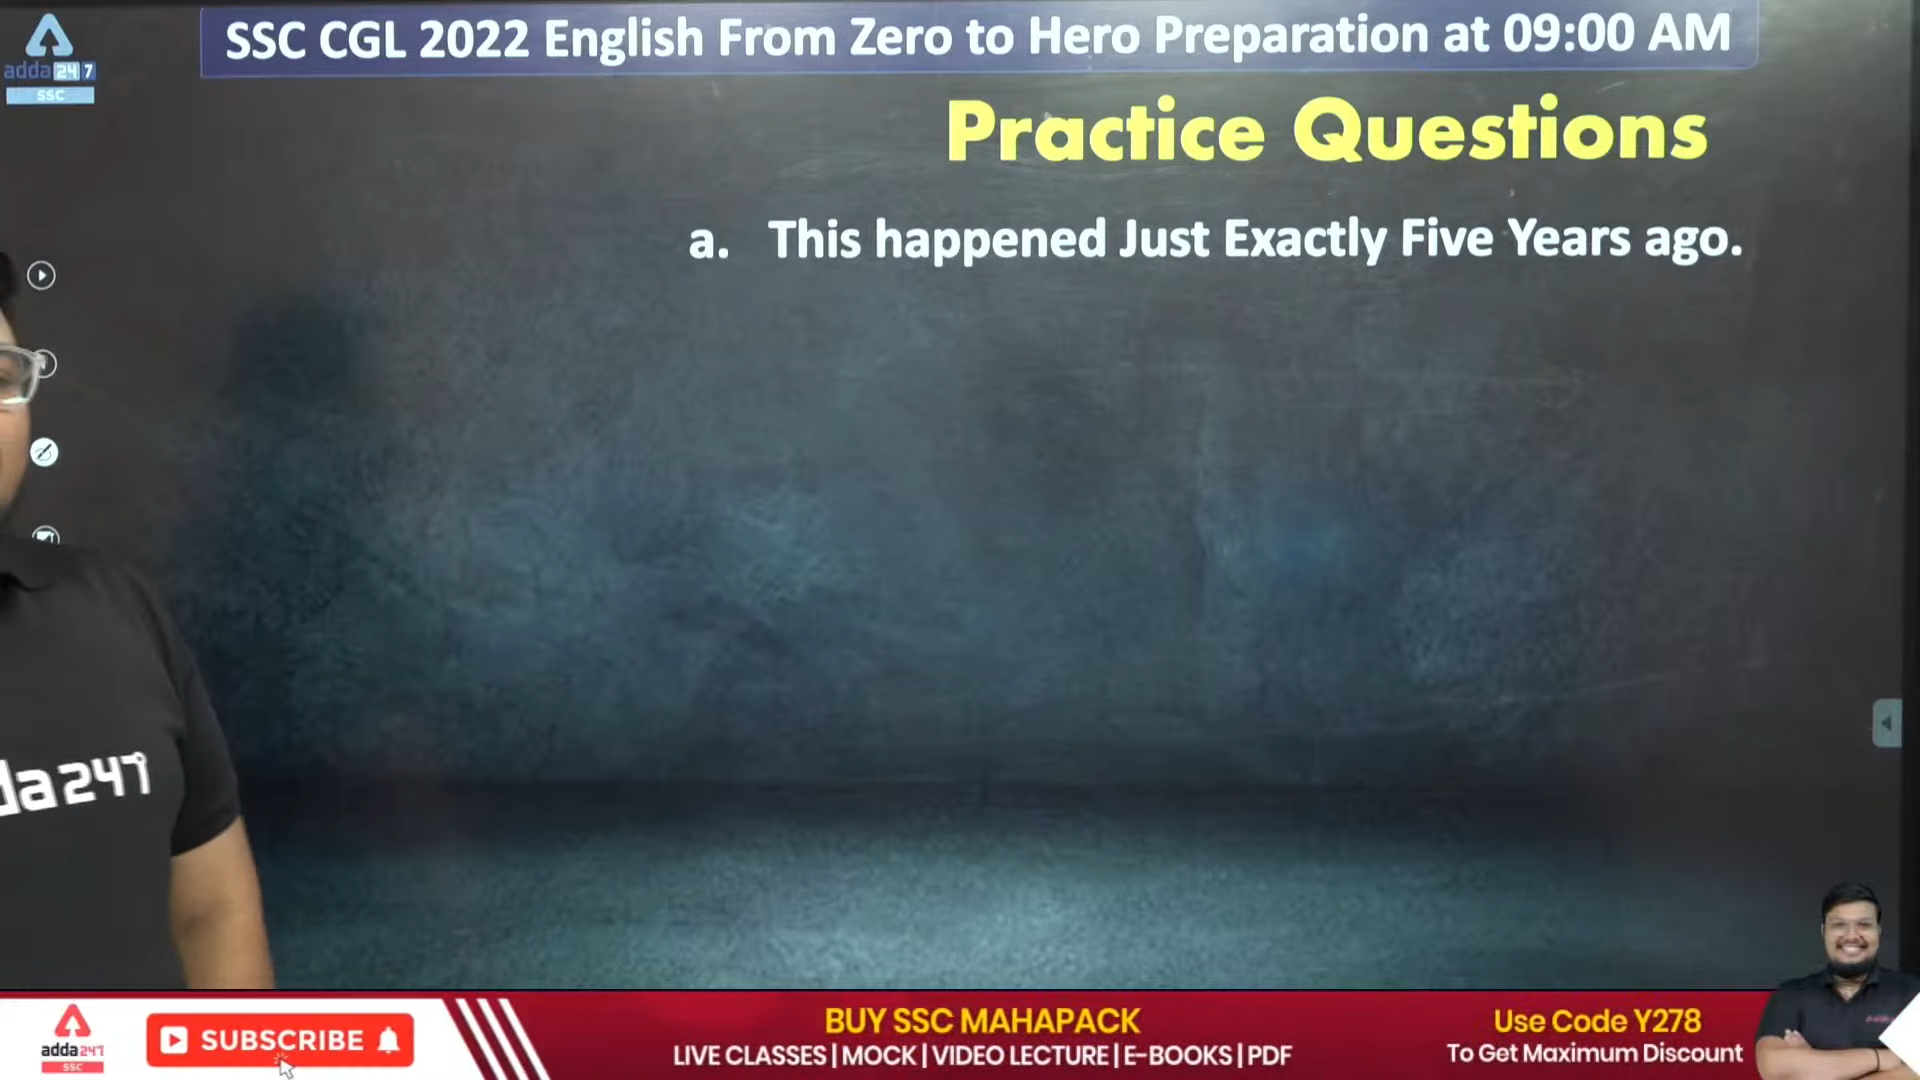 SSC CGL 2022 English From Zero to Hero Preparation at 09:00 AM
adda247
SSC
Practice Questions
a. This happened Just Exactly Five Years ago.
da247
adda247
SSC
SUBSCRIBE
BUY SSC MAHAPACK
LIVE CLASSES | MOCK | VIDEO LECTURE | E-BOOKS | PDF
Use Code Y278
To Get Maximum Discount